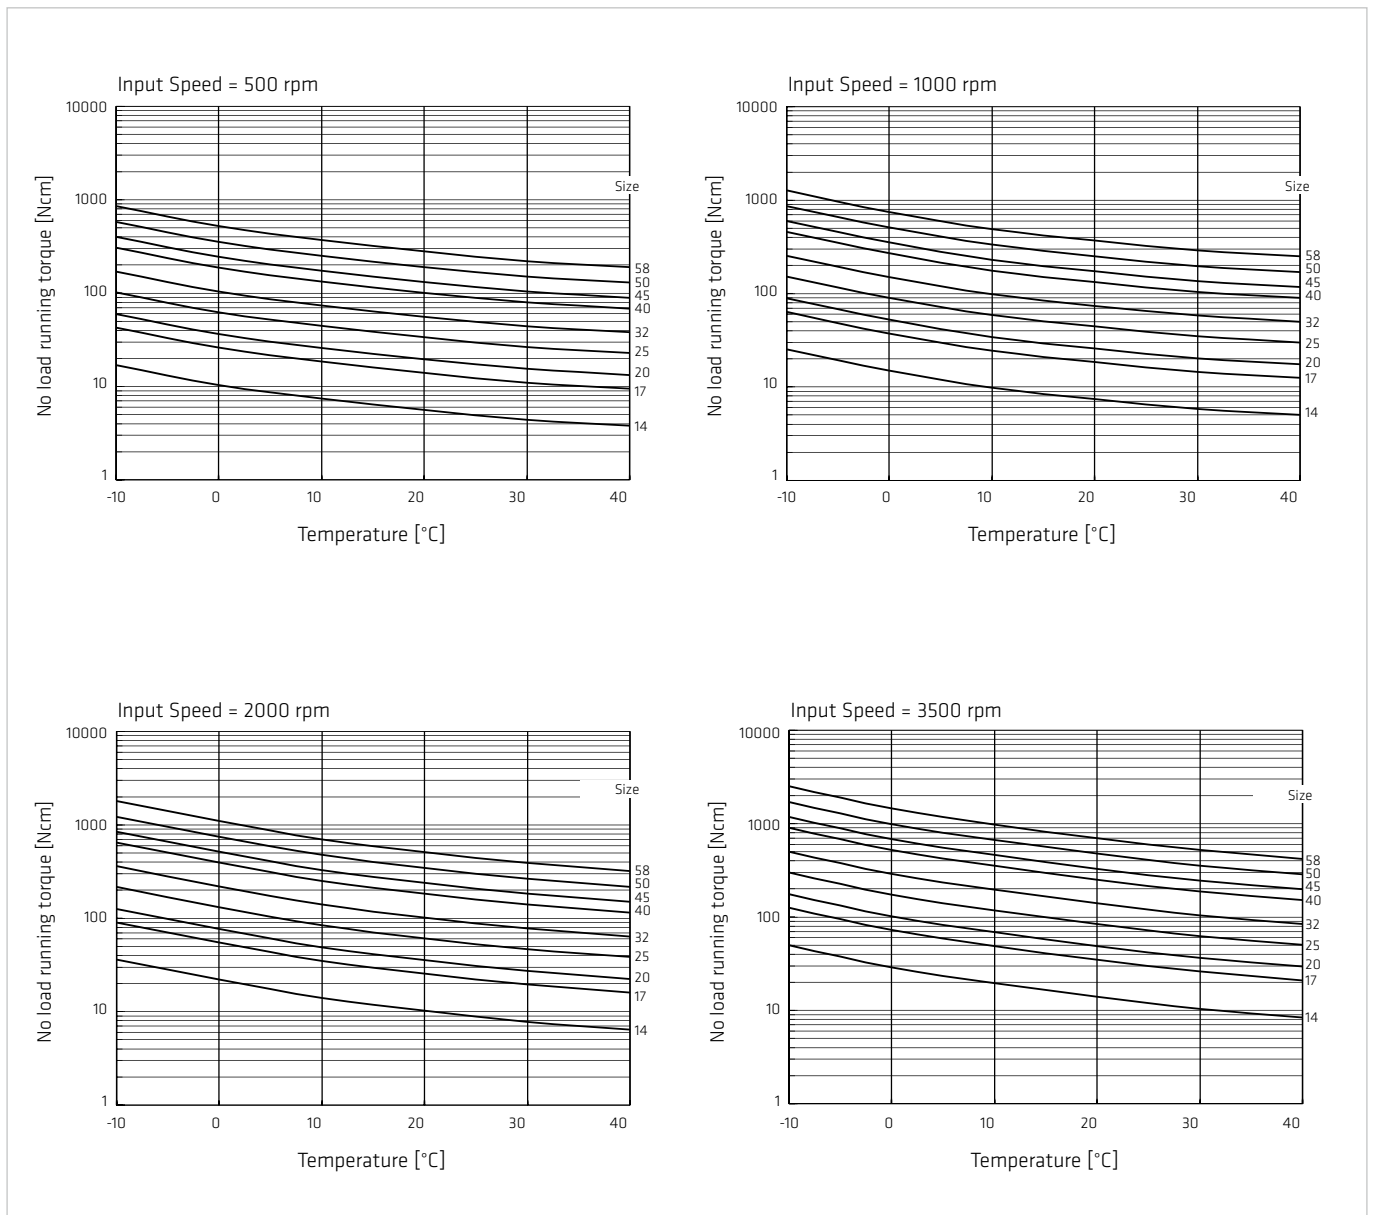 Input Speed = 500 rpm
10000
1000
100
10
1
No load running torque [Ncm]
Size
58
50
45
40
32
25
20
17
14
-10 0 10 20 30 40
Temperature [°C]
Input Speed = 1000 rpm
10000
1000
100
10
1
No load running torque [Ncm]
Size
58
50
45
40
32
25
20
17
14
-10 0 10 20 30 40
Temperature [°C]
Input Speed = 2000 rpm
10000
1000
100
10
1
No load running torque [Ncm]
Size
58
50
45
40
32
25
20
17
14
-10 0 10 20 30 40
Temperature [°C]
Input Speed = 3500 rpm
10000
1000
100
10
1
No load running torque [Ncm]
Size
58
50
45
40
32
25
20
17
14
-10 0 10 20 30 40
Temperature [°C]